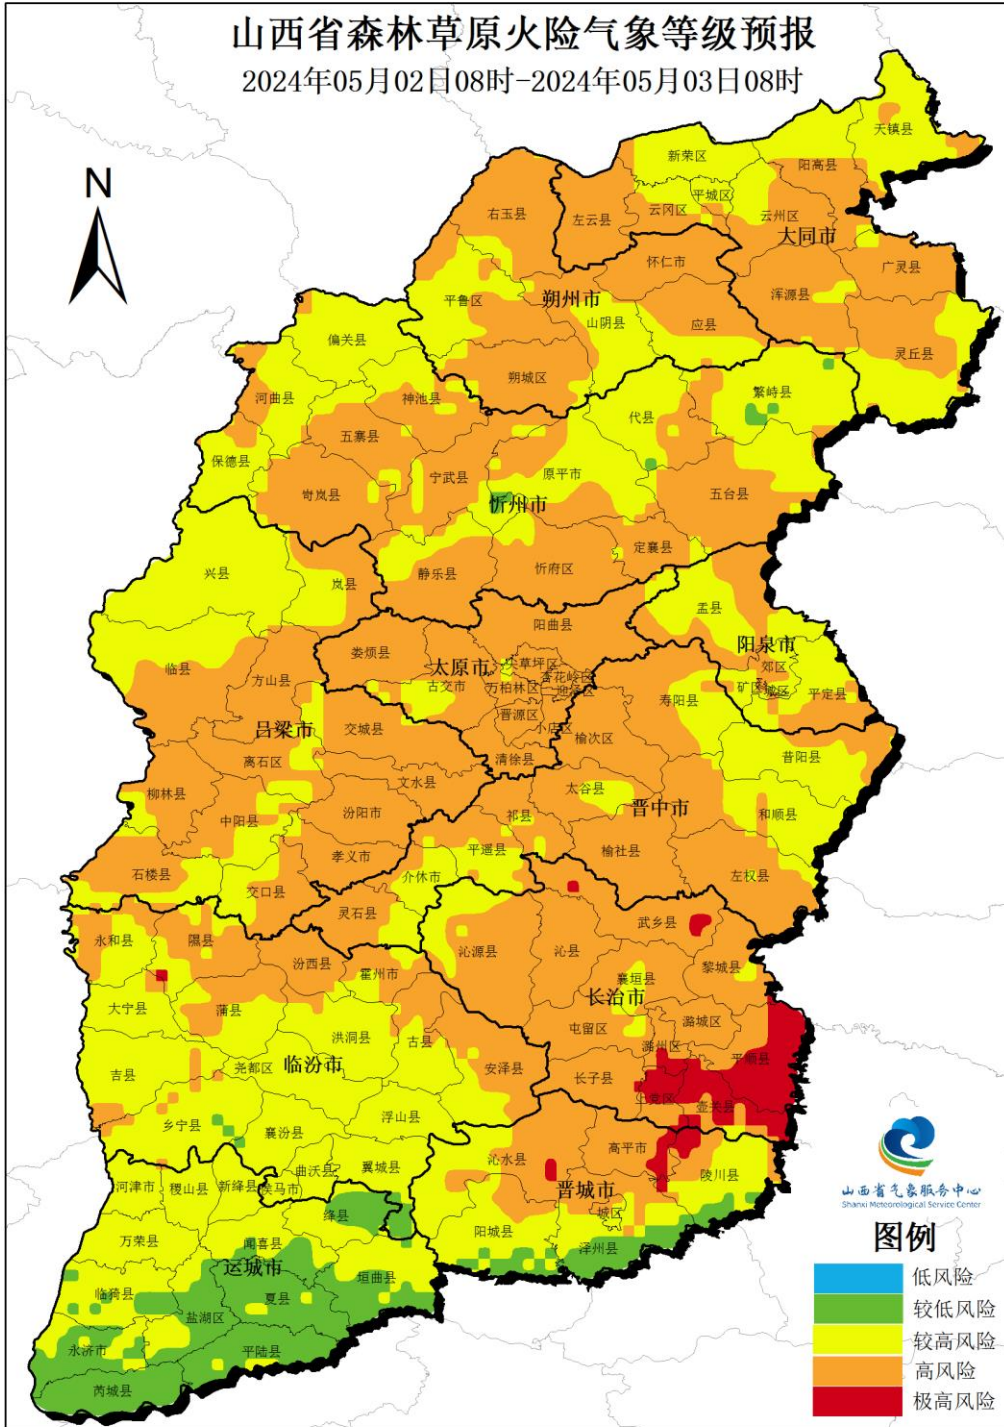 山西省森林草原火险气象等级预报
2024年05月02日08时-2024年05月03日08时
N
天镇县
新荣区
阳高县
平城区
右玉县
左云县
云冈区
云州区
大同市
怀仁市
广灵县
平鲁区
朔州市
浑源县
山阴县
应县
偏关县
灵丘县
朔城区
繁峙县
河曲县
神池县
代县
五寨县
保德县
宁武县
原平市
岢岚县
五台县
忻州市
定襄县
兴县
岚县
静乐县
忻府区
盂县
阳曲县
阳泉市
娄烦县
太原市
尖草坪区
杏花岭区
郊区
临县
方山县
古交市
万柏林区
迎泽区
矿区
城区
平定县
寿阳县
晋源区
小店区
吕梁市
交城县
榆次区
离石区
清徐县
昔阳县
文水县
太谷区
柳林县
晋中市
中阳县
汾阳市
祁县
和顺县
孝义市
平遥县
榆社县
石楼县
介休市
左权县
交口县
灵石县
武乡县
永和县
隰县
沁源县
沁县
汾西县
霍州市
黎城县
襄垣县
长治市
大宁县
蒲县
洪洞县
屯留区
潞城区
古县
潞州区
平顺县
吉县
尧都区
临汾市
安泽县
长子县
上党区
壶关县
乡宁县
襄汾县
浮山县
高平市
沁水县
曲沃县
翼城县
陵川县
河津市
稷山县
新绛县
侯马市
晋城市
绛县
城区
阳城县
泽州县
万荣县
闻喜县
运城市
垣曲县
临猗县
夏县
盐湖区
永济市
平陆县
芮城县
山西省气象服务中心
Shanxi Meteorological Service Center
图例
低风险
较低风险
较高风险
高风险
极高风险